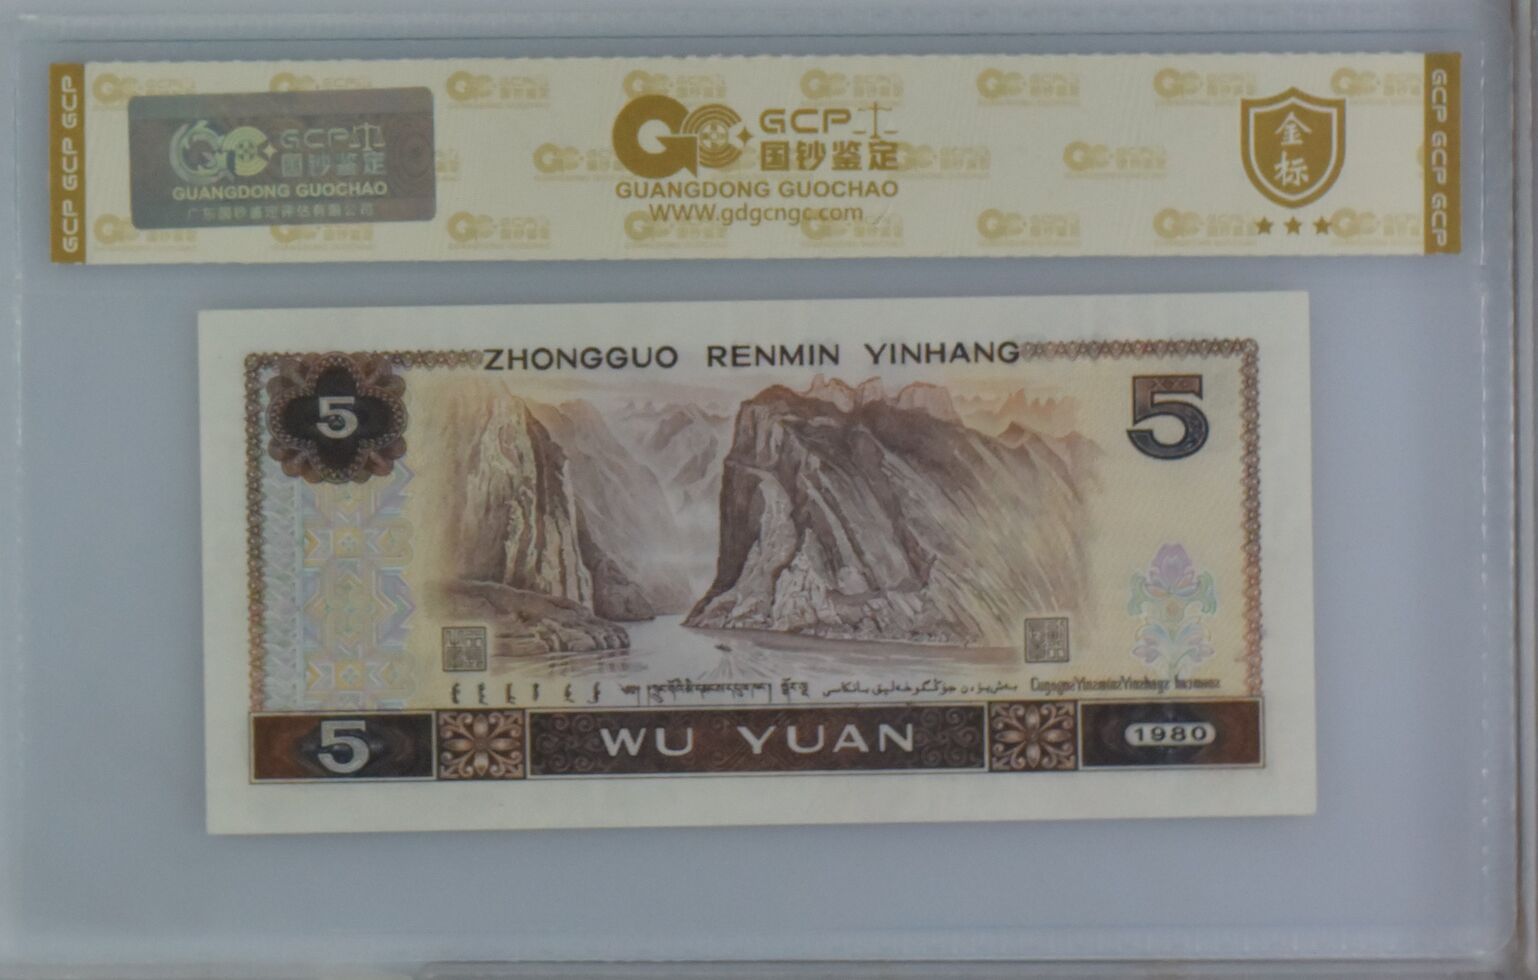 GCP GCP GCP
GCP
国钞鉴定
GUANGDONG GUOCHAO
广东国钞鉴定评估有限公司
GCP
国钞鉴定
GUANGDONG GUOCHAO
WWW.gdgcngc.com
金
标
GCP GCP GCP
ZHONGGUO RENMIN YINHANG
5
5
5
WU YUAN
1980